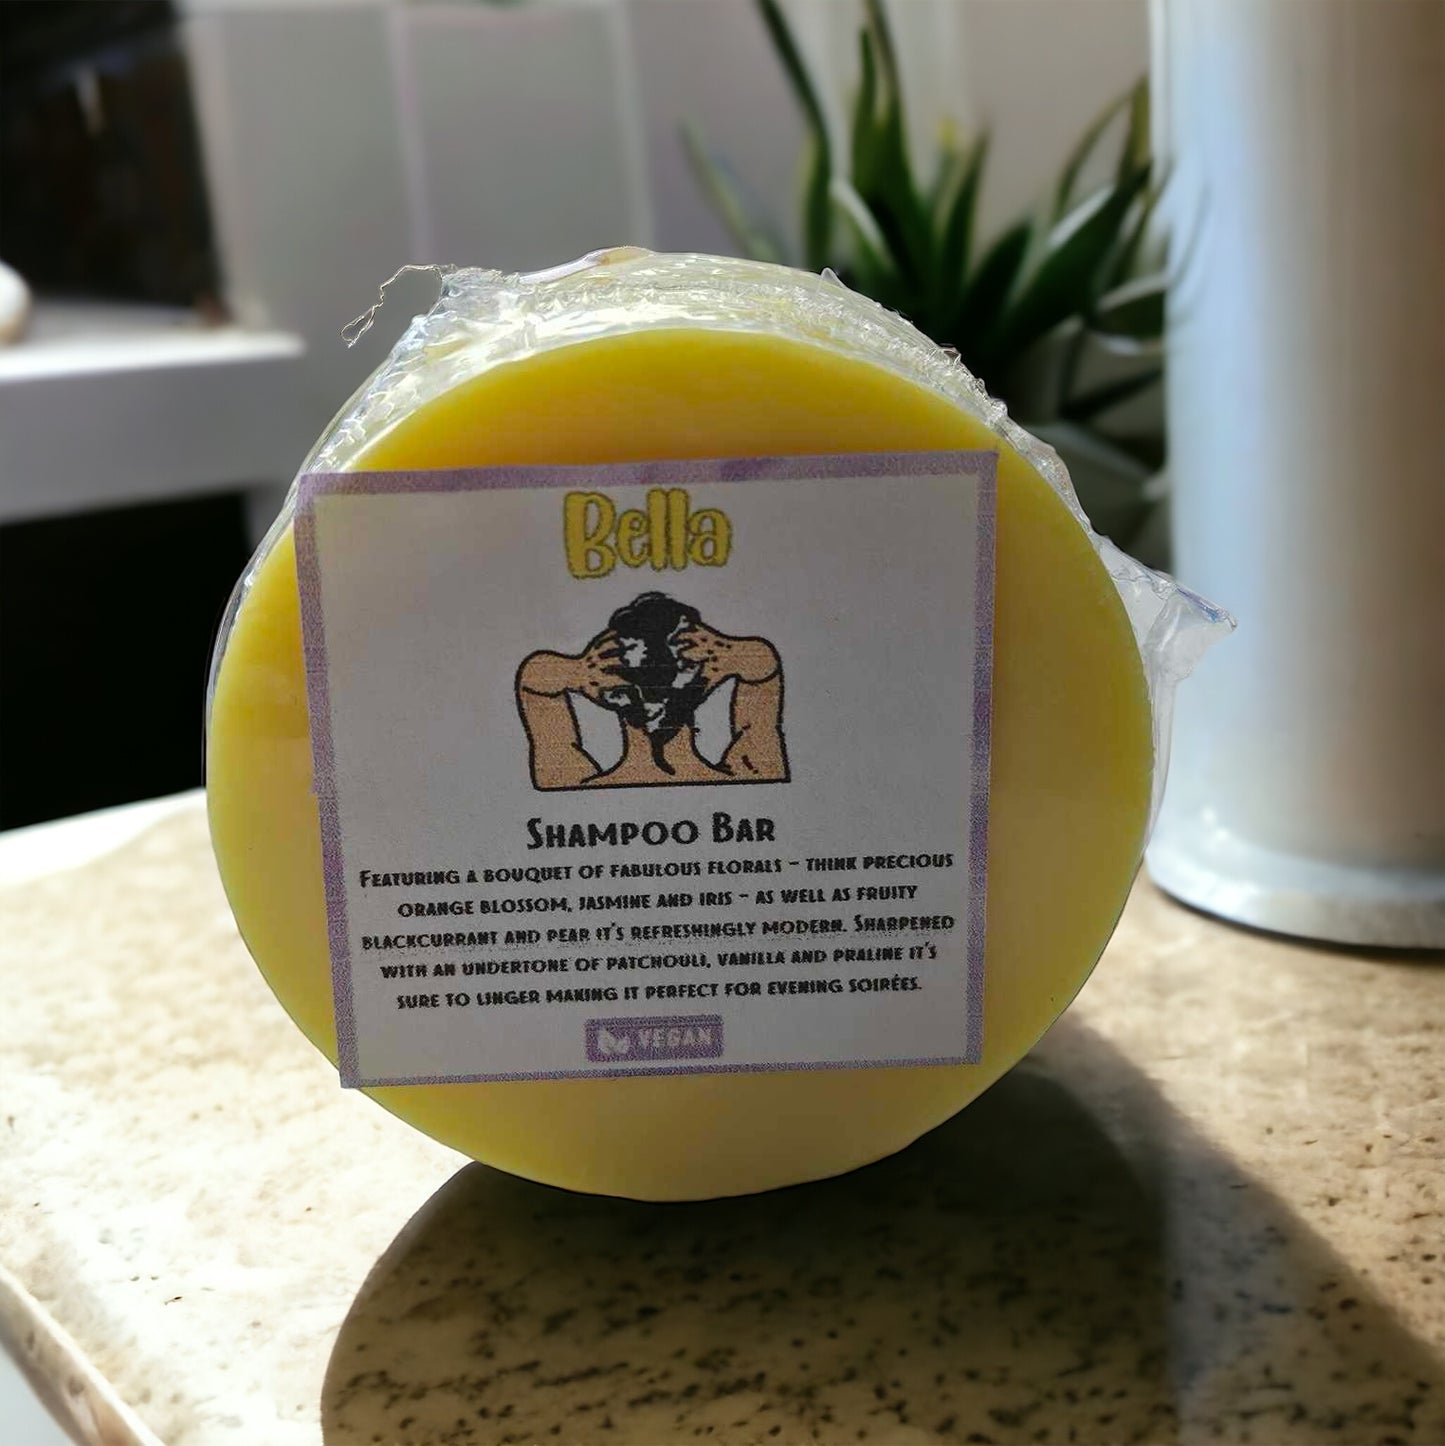 Bella
Shampoo Bar
Featuring a bouquet of fabulous florals - think precious
orange blossom, jasmine and iris - as well as fruity
blackcurrant and pear it's refreshingly modern. Sharpened
with an undertone of patchouli, vanilla and praline it's
sure to linger making it perfect for evening soirées.
VEGAN